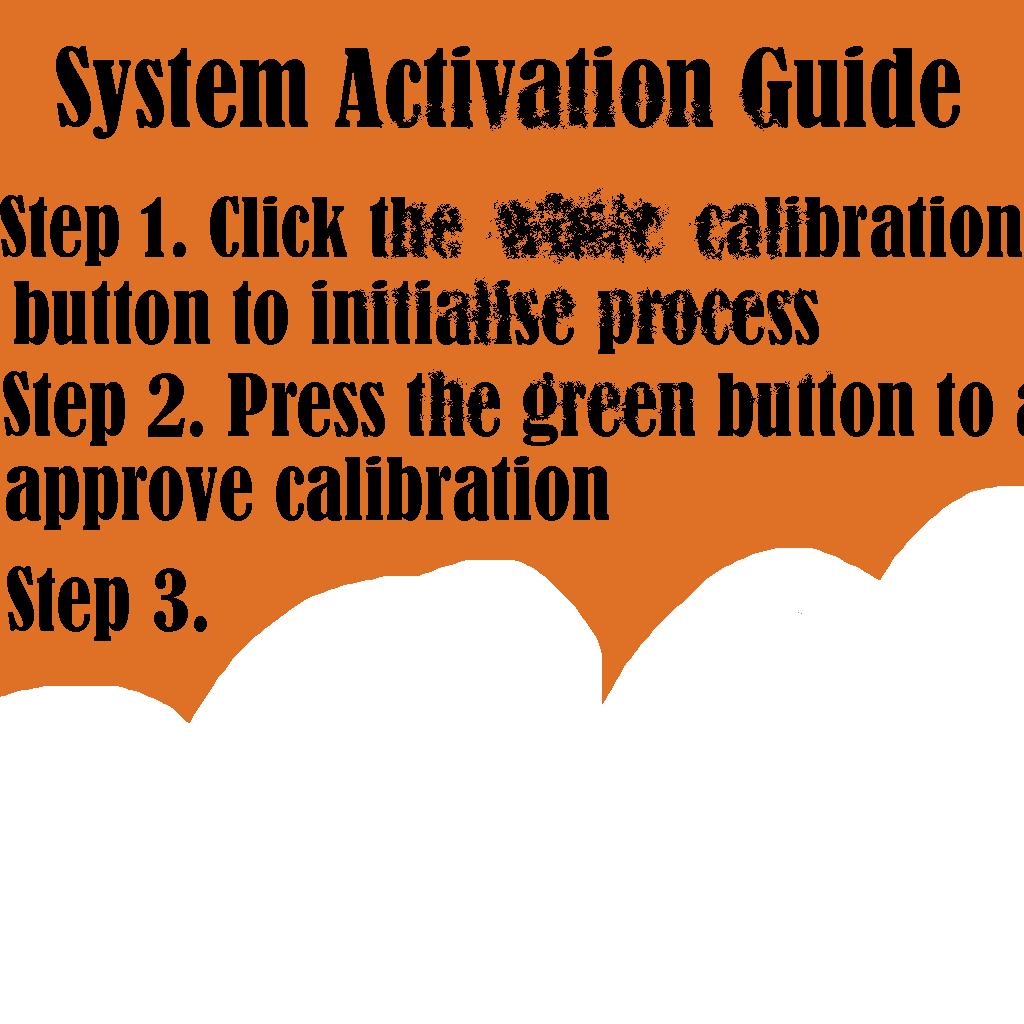 System Activation Guide
Step 1. Click the calibration
button to initialise process
Step 2. Press the green button to a
approve calibration
Step 3.